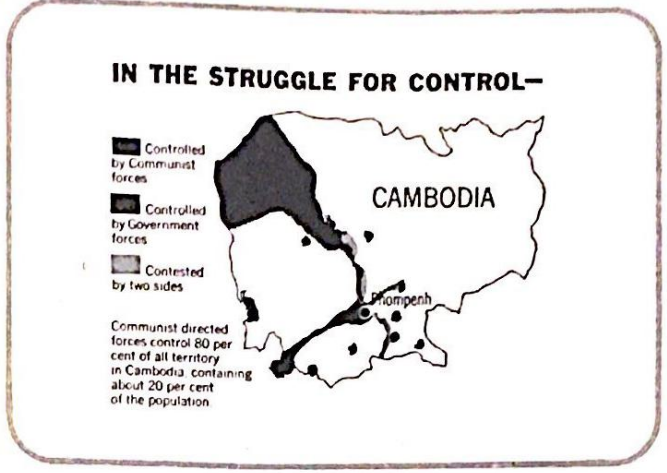 IN THE STRUGGLE FOR CONTROL—
Controlled
by Communist
forces
Controlled
by Government
forces
Contested
by two sides
Communist directed
forces control 80 per
cent of all territory
in Cambodia, containing
about 20 per cent
of the population
CAMBODIA
Phompenh